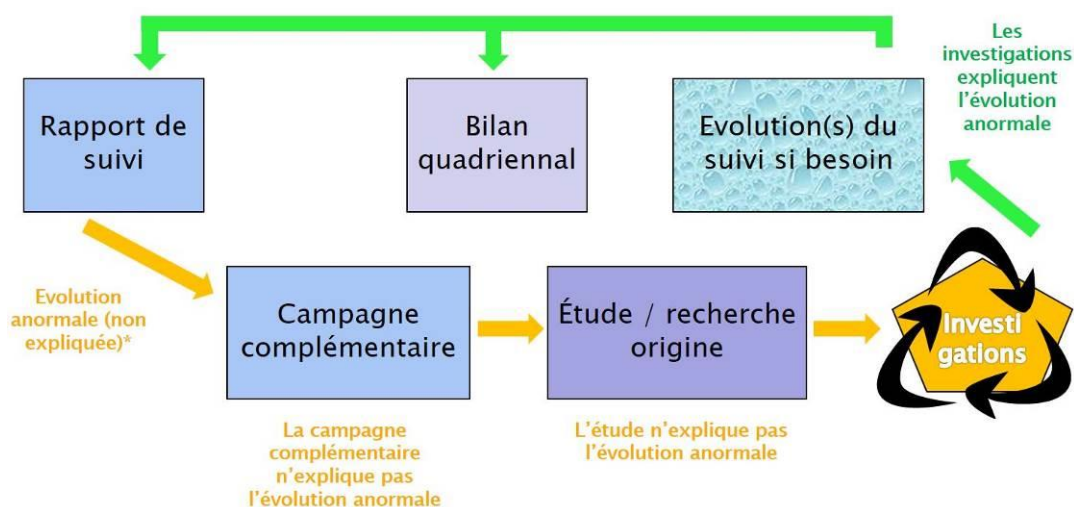 Les
investigations
expliquent
l'évolution
anormale
Rapport de
suivi
Bilan
quadriennal
Evolution(s) du
suivi si besoin
Evolution
anormale (non
expliquée)*
Campagne
complémentaire
Étude / recherche
origine
Investi
gations
La campagne
complémentaire
n'explique pas
l'évolution anormale
L'étude n'explique pas
l'évolution anormale